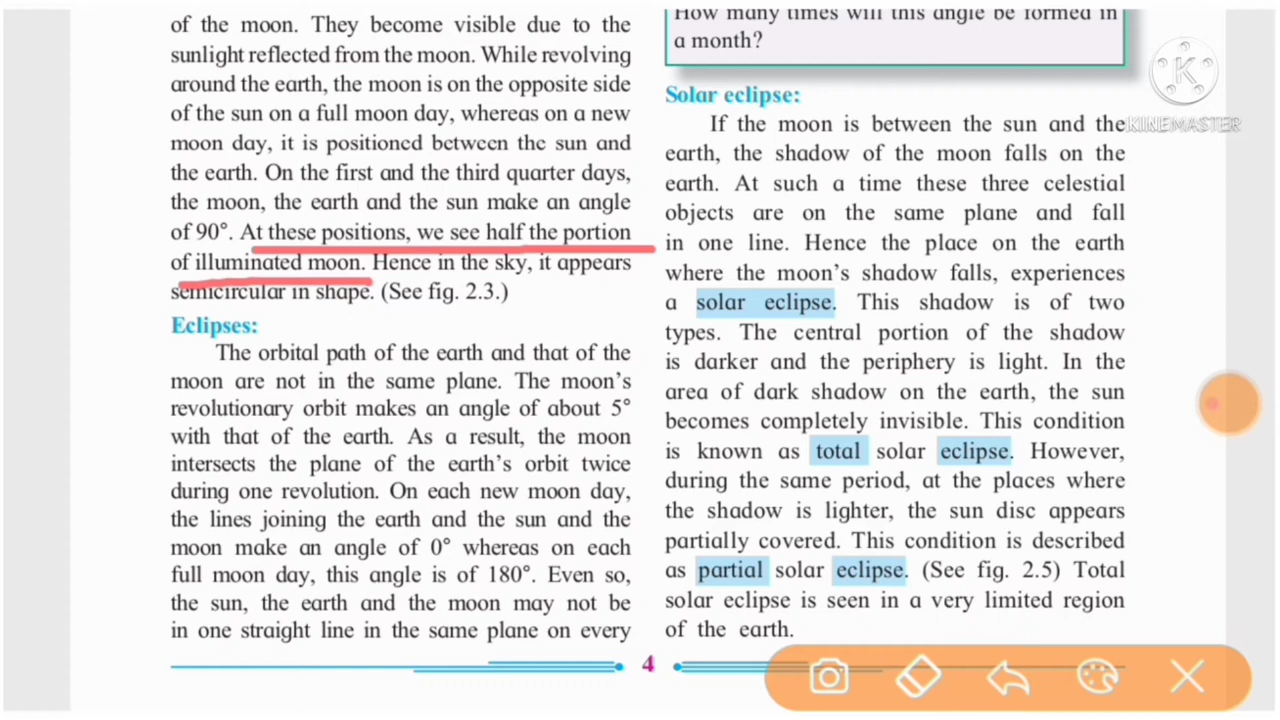 of the moon. They become visible due to the
sunlight reflected from the moon. While revolving
around the earth, the moon is on the opposite side
of the sun on a full moon day, whereas on a new
moon day, it is positioned between the sun and
the earth. On the first and the third quarter days,
the moon, the earth and the sun make an angle
of 90°. At these positions, we see half the portion
of illuminated moon. Hence in the sky, it appears
semicircular in shape. (See fig. 2.3.)
Eclipses:
The orbital path of the earth and that of the
moon are not in the same plane. The moon's
revolutionary orbit makes an angle of about 5°
with that of the earth. As a result, the moon
intersects the plane of the earth's orbit twice
during one revolution. On each new moon day,
the lines joining the earth and the sun and the
moon make an angle of 0° whereas on each
full moon day, this angle is of 180°. Even so,
the sun, the earth and the moon may not be
in one straight line in the same plane on every
How many times will this angle be formed in
a month?
K
KINEMASTER
Solar eclipse:
If the moon is between the sun and the
earth, the shadow of the moon falls on the
earth. At such a time these three celestial
objects are on the same plane and fall
in one line. Hence the place on the earth
where the moon's shadow falls, experiences
a solar eclipse. This shadow is of two
types. The central portion of the shadow
is darker and the periphery is light. In the
area of dark shadow on the earth, the sun
becomes completely invisible. This condition
is known as total solar eclipse. However,
during the same period, at the places where
the shadow is lighter, the sun disc appears
partially covered. This condition is described
as partial solar eclipse. (See fig. 2.5) Total
solar eclipse is seen in a very limited region
of the earth.
4